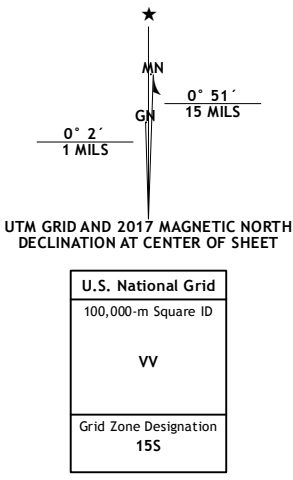 MN
0° 51´
15 MILS
GN
0° 2´
1 MILS
UTM GRID AND 2017 MAGNETIC NORTH
DECLINATION AT CENTER OF SHEET
U.S. National Grid
100,000-m Square ID
VV
Grid Zone Designation
15S